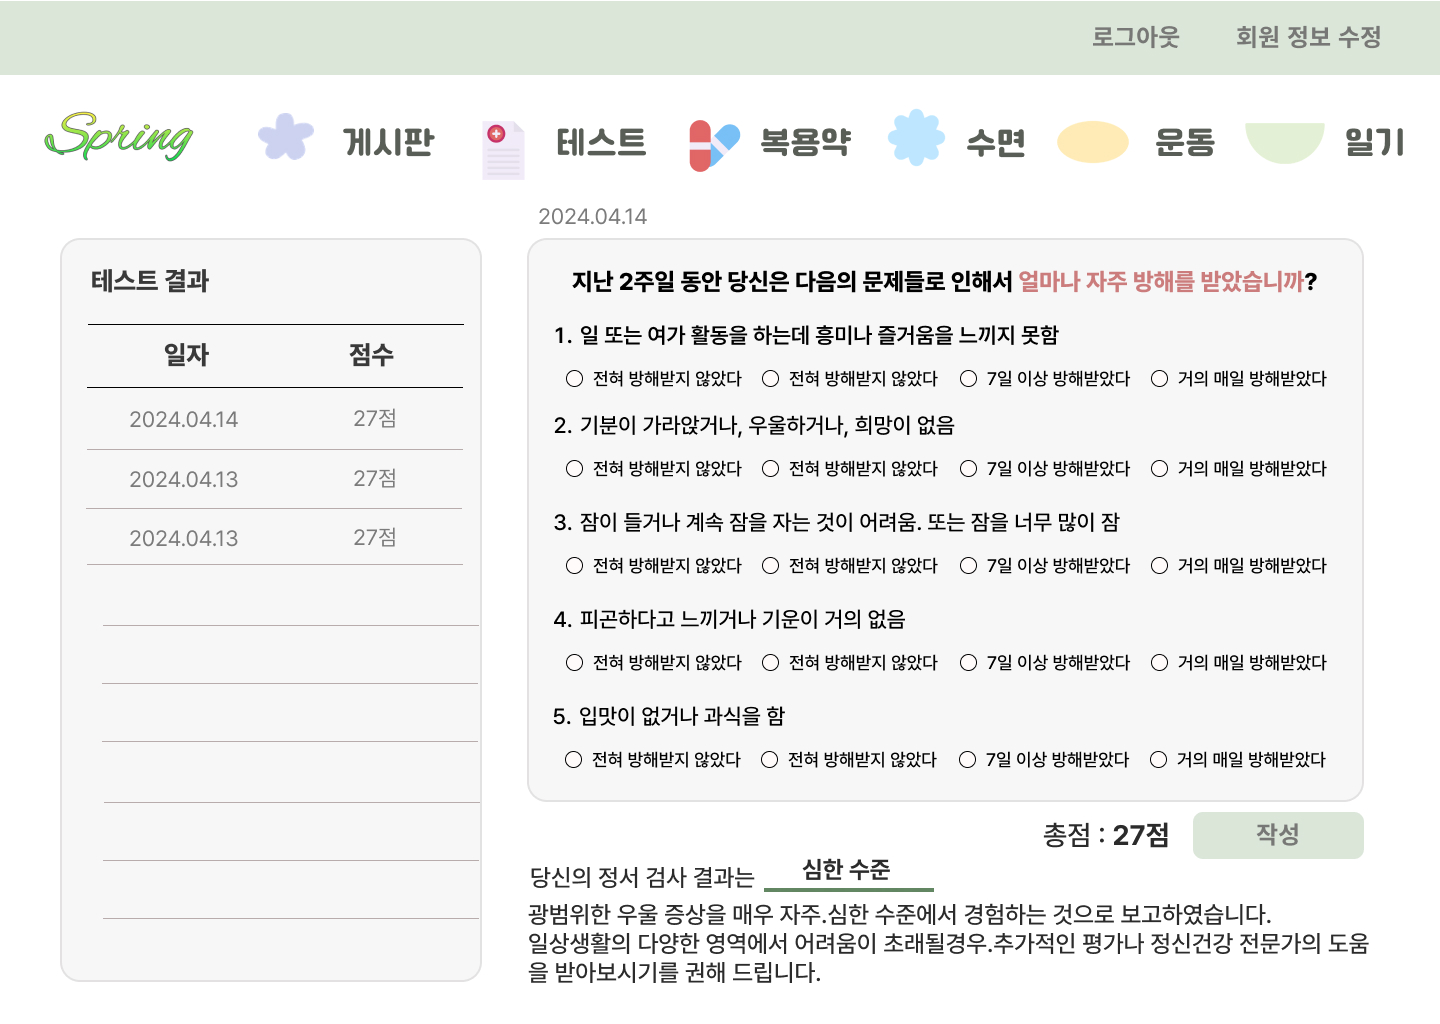 로그아웃 회원 정보 수정
Spring 게시판 테스트 복용약 수면 운동 일기
2024.04.14
테스트 결과
일자 점수
2024.04.14 27점
2024.04.13 27점
2024.04.13 27점
지난 2주일 동안 당신은 다음의 문제들로 인해서 얼마나 자주 방해를 받았습니까?
1. 일 또는 여가 활동을 하는데 흥미나 즐거움을 느끼지 못함
전혀 방해받지 않았다 전혀 방해받지 않았다 7일 이상 방해받았다 거의 매일 방해받았다
2. 기분이 가라앉거나, 우울하거나, 희망이 없음
전혀 방해받지 않았다 전혀 방해받지 않았다 7일 이상 방해받았다 거의 매일 방해받았다
3. 잠이 들거나 계속 잠을 자는 것이 어려움. 또는 잠을 너무 많이 잠
전혀 방해받지 않았다 전혀 방해받지 않았다 7일 이상 방해받았다 거의 매일 방해받았다
4. 피곤하다고 느끼거나 기운이 거의 없음
전혀 방해받지 않았다 전혀 방해받지 않았다 7일 이상 방해받았다 거의 매일 방해받았다
5. 입맛이 없거나 과식을 함
전혀 방해받지 않았다 전혀 방해받지 않았다 7일 이상 방해받았다 거의 매일 방해받았다
총점 : 27점 작성
당신의 정서 검사 결과는 심한 수준
광범위한 우울 증상을 매우 자주.심한 수준에서 경험하는 것으로 보고하였습니다.
일상생활의 다양한 영역에서 어려움이 초래될경우.추가적인 평가나 정신건강 전문가의 도움
을 받아보시기를 권해 드립니다.